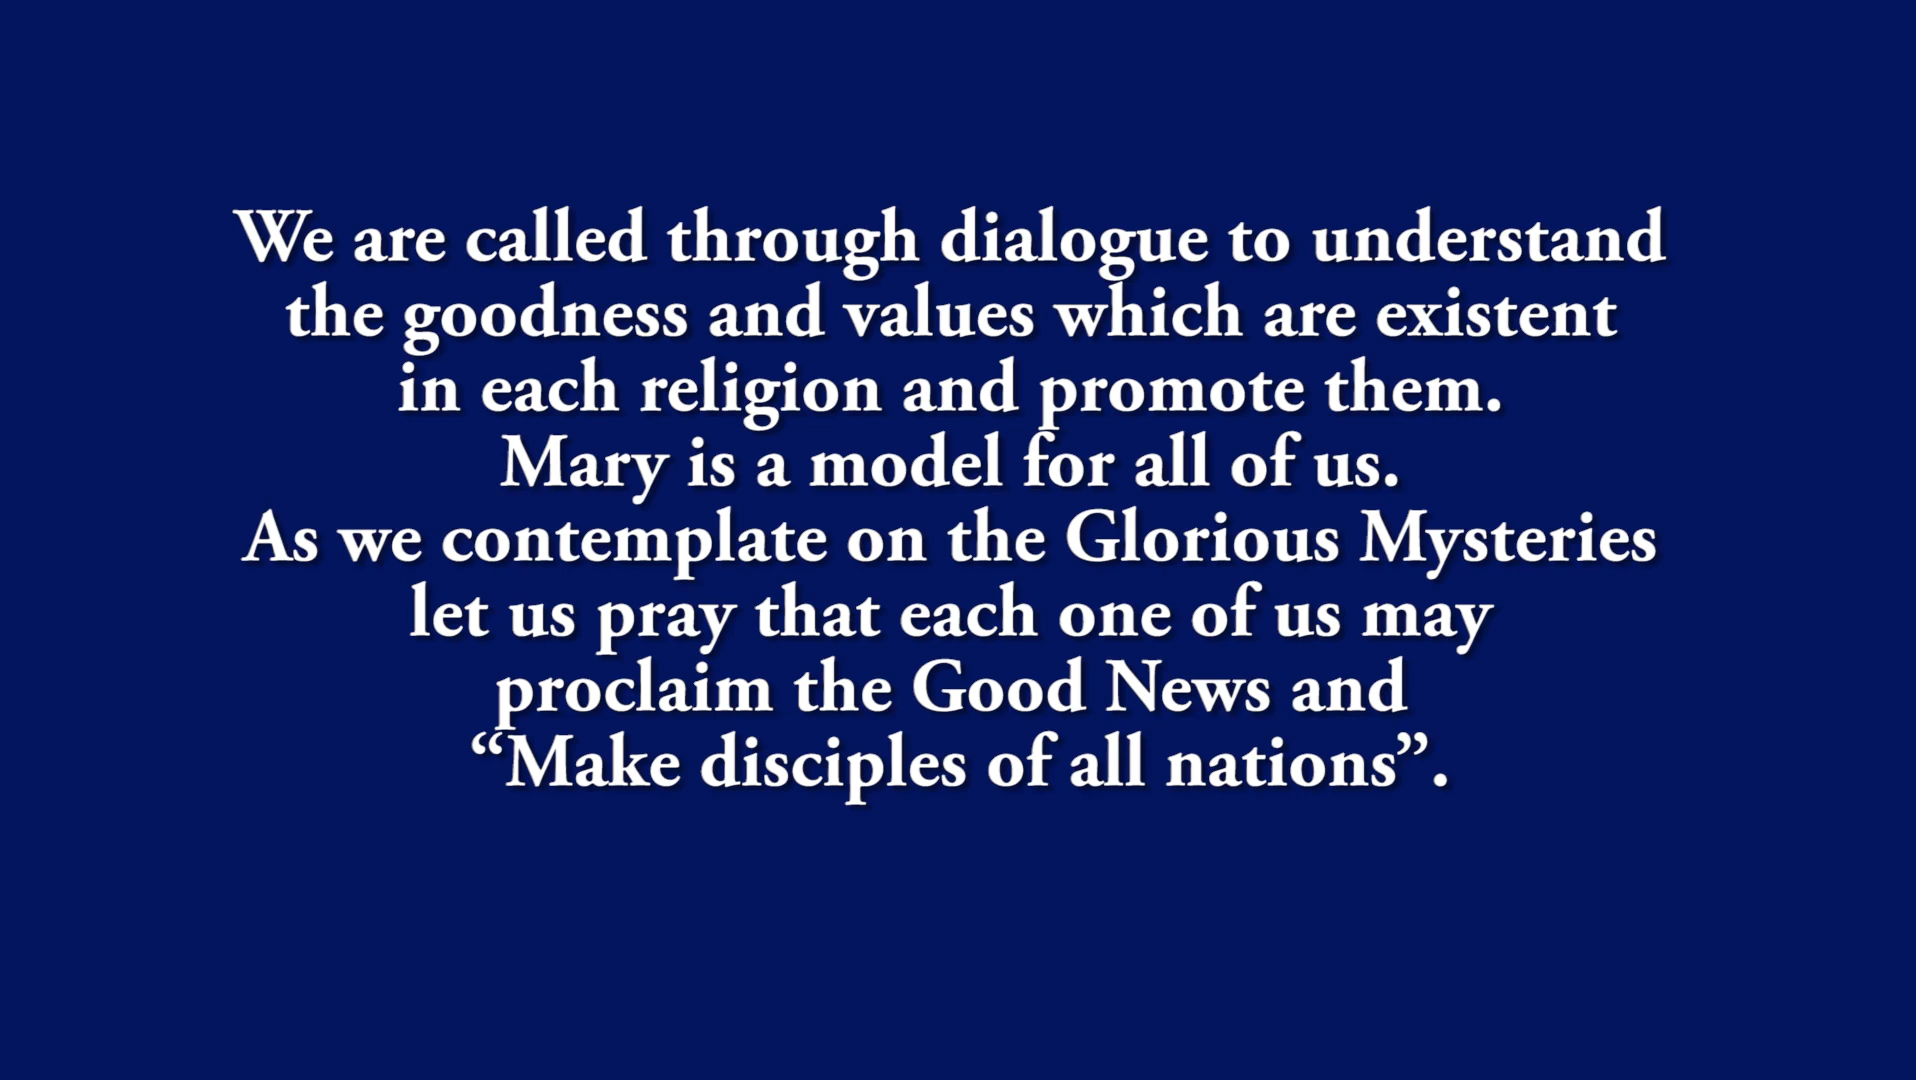 We are called through dialogue to understand
the goodness and values which are existent
in each religion and promote them.
Mary is a model for all of us.
As we contemplate on the Glorious Mysteries
let us pray that each one of us may
proclaim the Good News and
“Make disciples of all nations”.